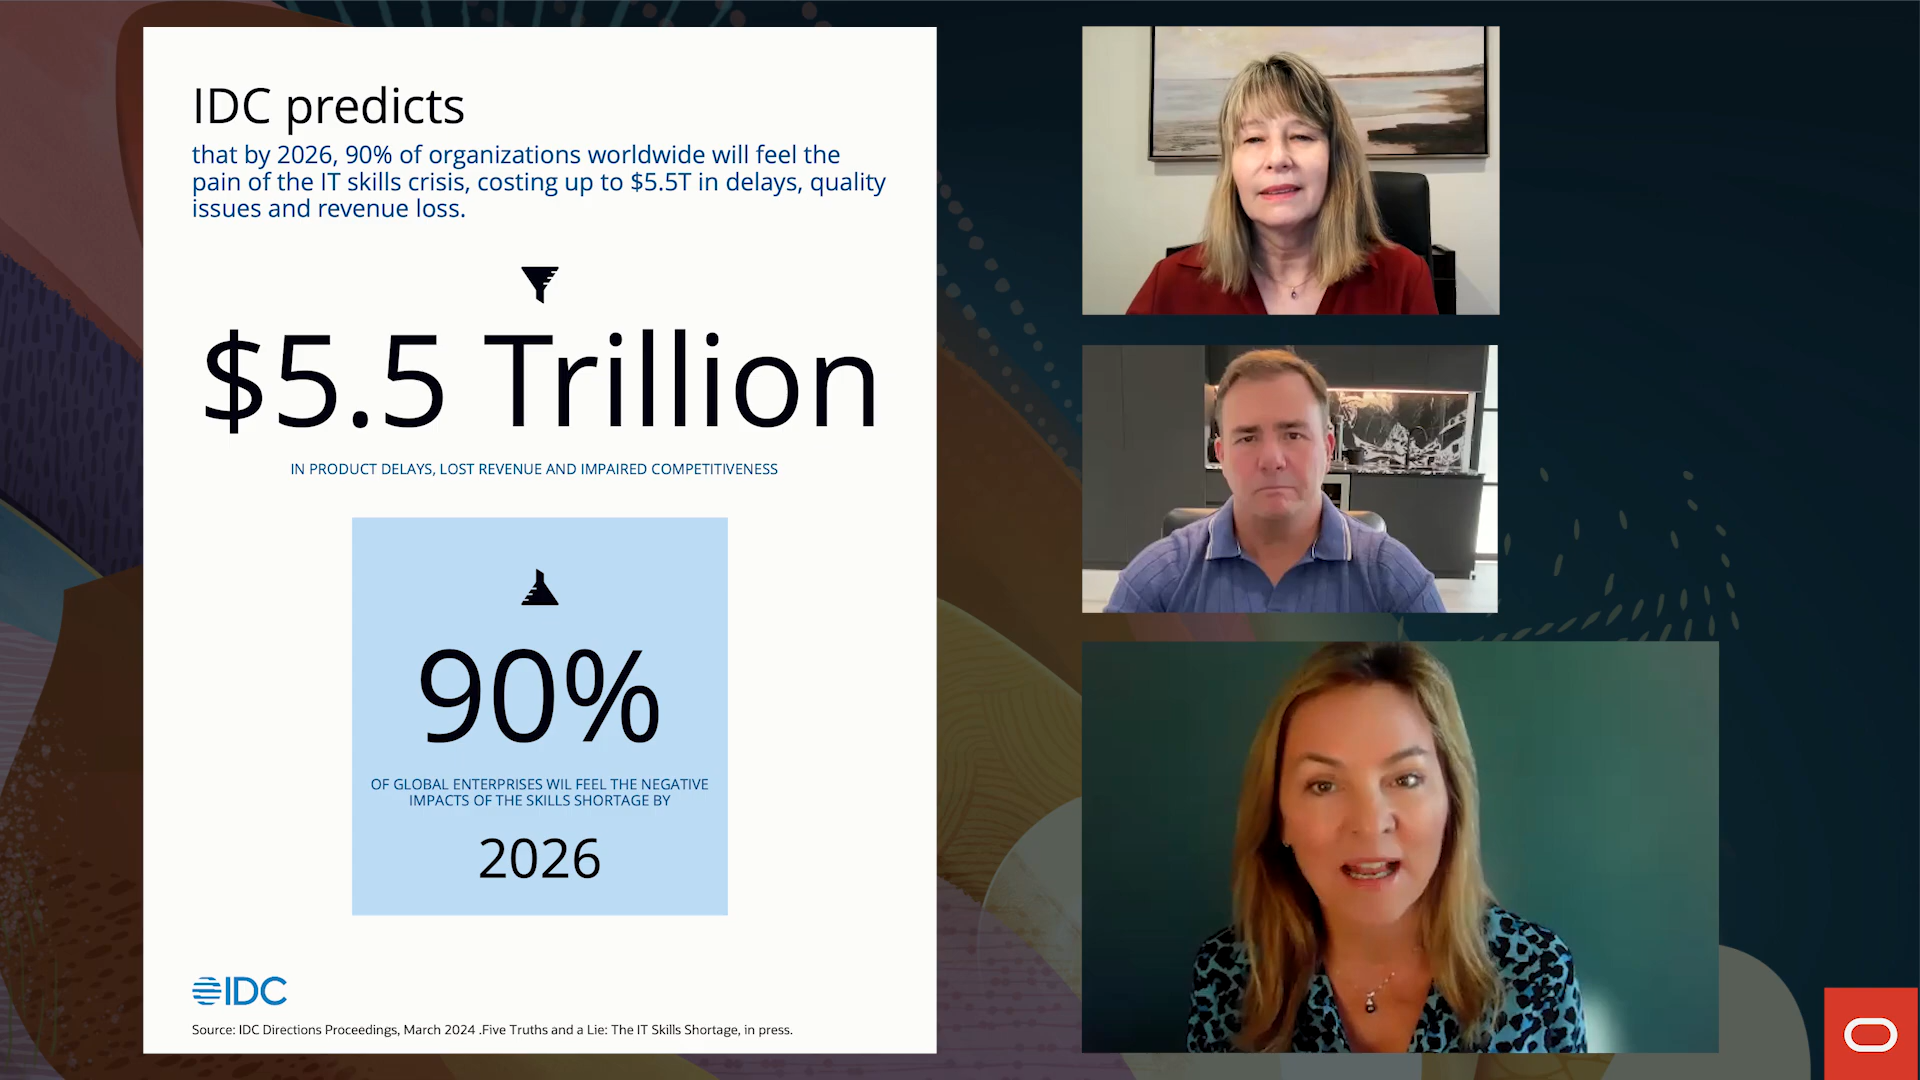 IDC predicts
that by 2026, 90% of organizations worldwide will feel the
pain of the IT skills crisis, costing up to $5.5T in delays, quality
issues and revenue loss.
$5.5 Trillion
IN PRODUCT DELAYS, LOST REVENUE AND IMPAIRED COMPETITIVENESS
90%
OF GLOBAL ENTERPRISES WIL FEEL THE NEGATIVE
IMPACTS OF THE SKILLS SHORTAGE BY
2026
IDC
Source: IDC Directions Proceedings, March 2024 .Five Truths and a Lie: The IT Skills Shortage, in press.